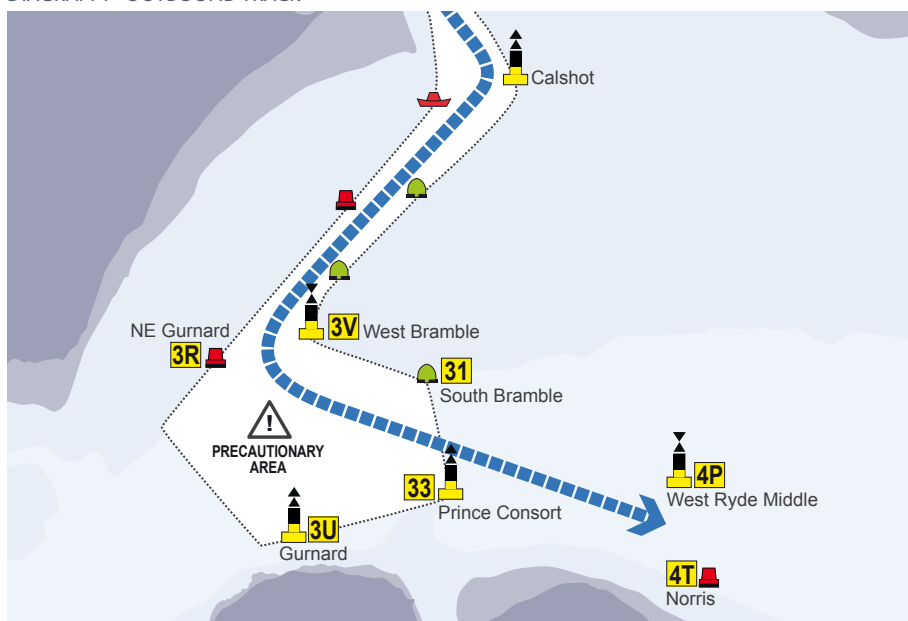 Calshot
NE Gurnard
3R
3V West Bramble
31
South Bramble
!
PRECAUTIONARY
AREA
33
Prince Consort
4P
West Ryde Middle
3U
Gurnard
4T
Norris